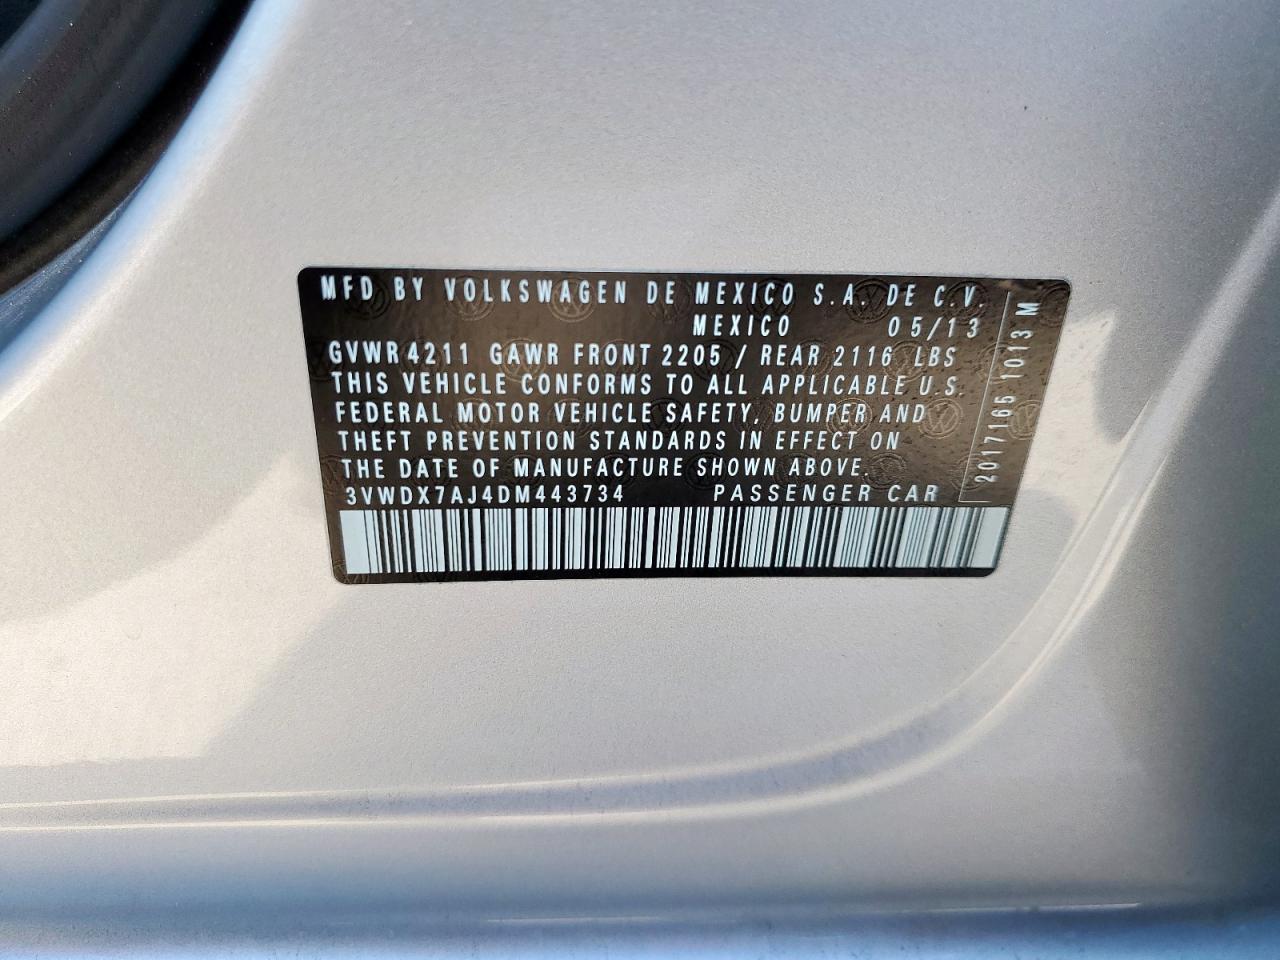 MFD BY VOLKSWAGEN DE MEXICO S.A. DE C.V.
MEXICO 05/13
GVWR 4211 GAWR FRONT 2205 / REAR 2116 LBS
THIS VEHICLE CONFORMS TO ALL APPLICABLE U.S.
FEDERAL MOTOR VEHICLE SAFETY, BUMPER AND
THEFT PREVENTION STANDARDS IN EFFECT ON
THE DATE OF MANUFACTURE SHOWN ABOVE.
3VWDX7AJ4DM443734 PASSENGER CAR
2017165 1013 M